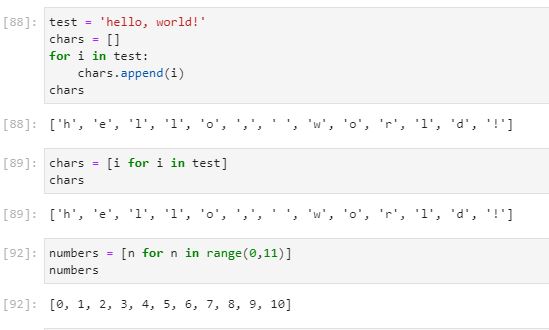 [88]: test = 'hello, world!'
chars = []
for i in test:
    chars.append(i)
chars
[88]: ['h', 'e', 'l', 'l', 'o', ',', ' ', 'w', 'o', 'r', 'l', 'd', '!']
[89]: chars = [i for i in test]
chars
[89]: ['h', 'e', 'l', 'l', 'o', ',', ' ', 'w', 'o', 'r', 'l', 'd', '!']
[92]: numbers = [n for n in range(0,11)]
numbers
[92]: [0, 1, 2, 3, 4, 5, 6, 7, 8, 9, 10]